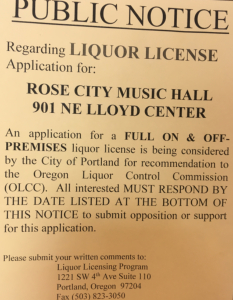 PUBLIC NOTICE
Regarding LIQUOR LICENSE
Application for:
ROSE CITY MUSIC HALL
901 NE LLOYD CENTER
An application for a FULL ON & OFF-
PREMISES liquor license is being considered
by the City of Portland for recommendation to
the Oregon Liquor Control Commission
(OLCC). All interested MUST RESPOND BY
THE DATE LISTED AT THE BOTTOM OF
THIS NOTICE to submit opposition or support
for this application.
Please submit your written comments to:
Liquor Licensing Program
1221 SW 4th Ave Suite 110
Portland, Oregon 97204
Fax (503) 823-3050